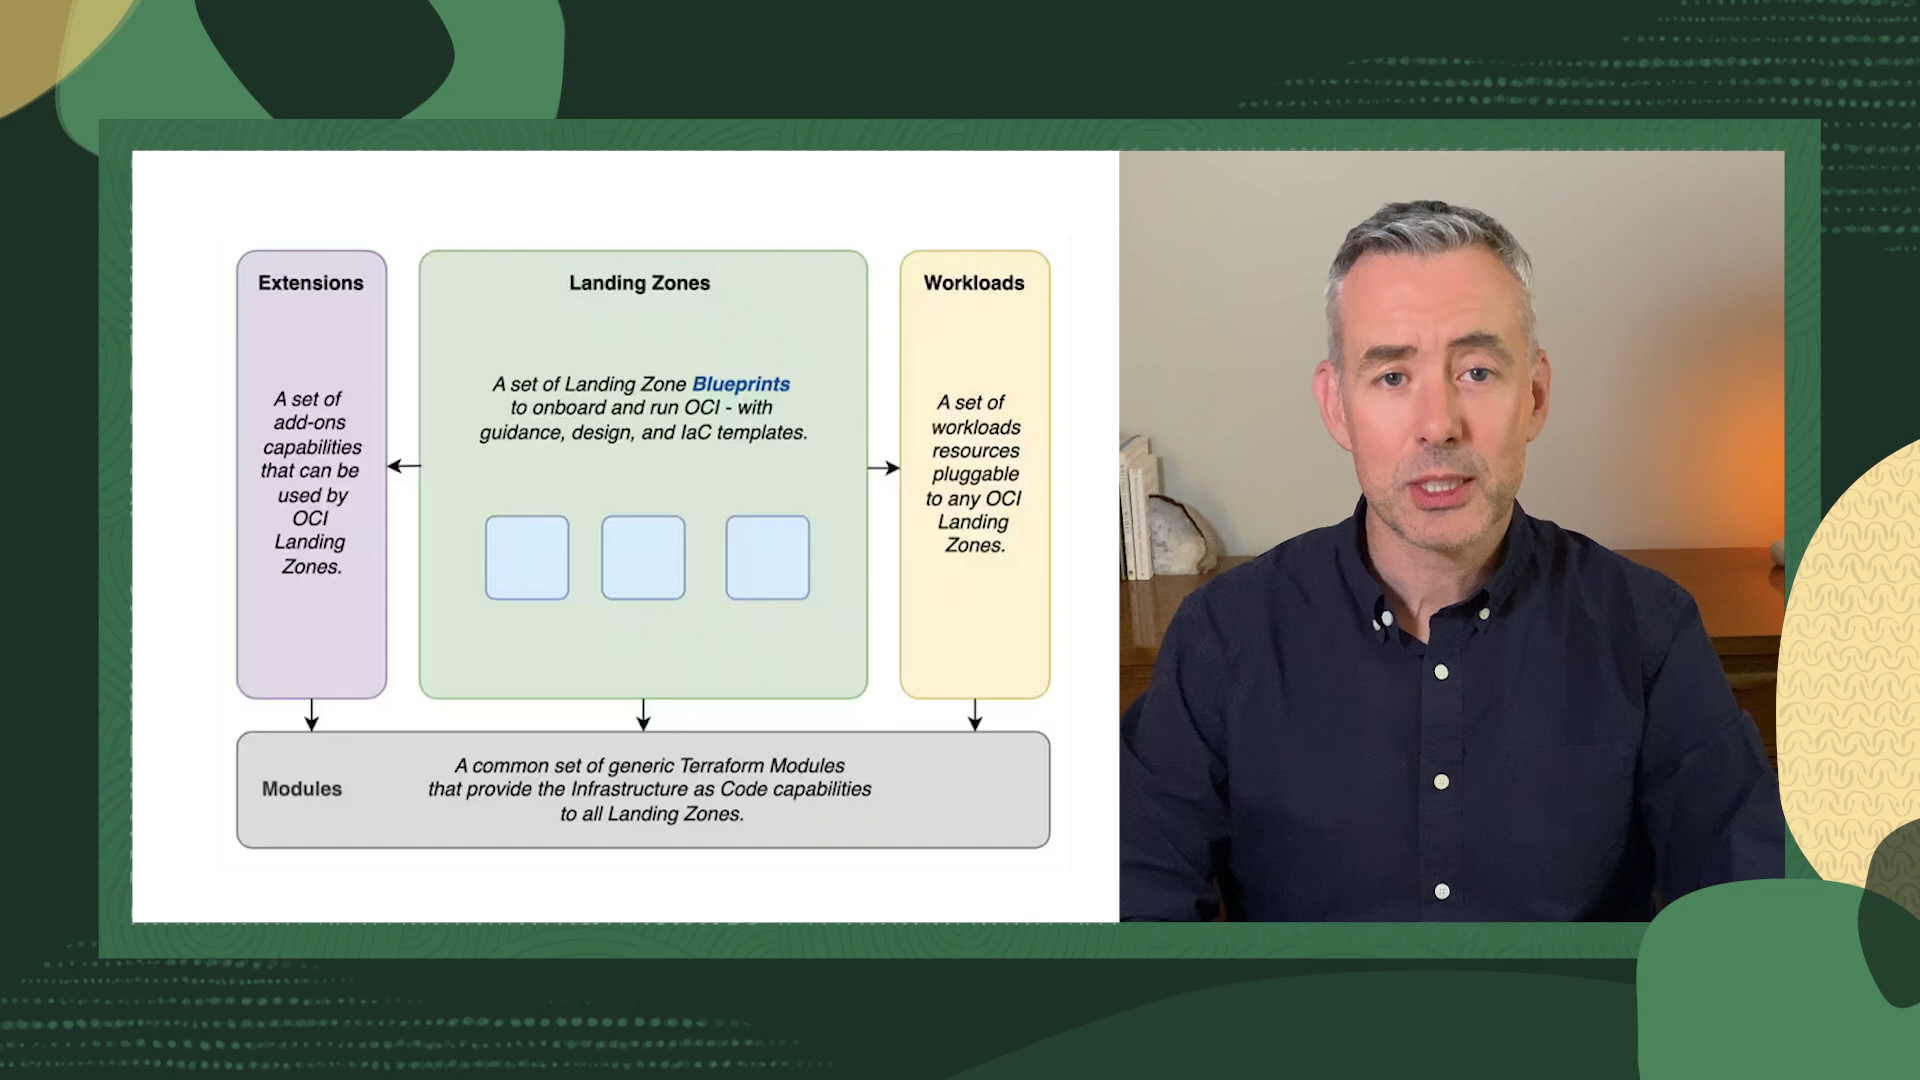 Extensions
A set of
add-ons
capabilities
that can be
used by
OCI
Landing
Zones.
Landing Zones
A set of Landing Zone Blueprints
to onboard and run OCI - with
guidance, design, and IaC templates.
Workloads
A set of
workloads
resources
pluggable
to any OCI
Landing
Zones.
Modules
A common set of generic Terraform Modules
that provide the Infrastructure as Code capabilities
to all Landing Zones.